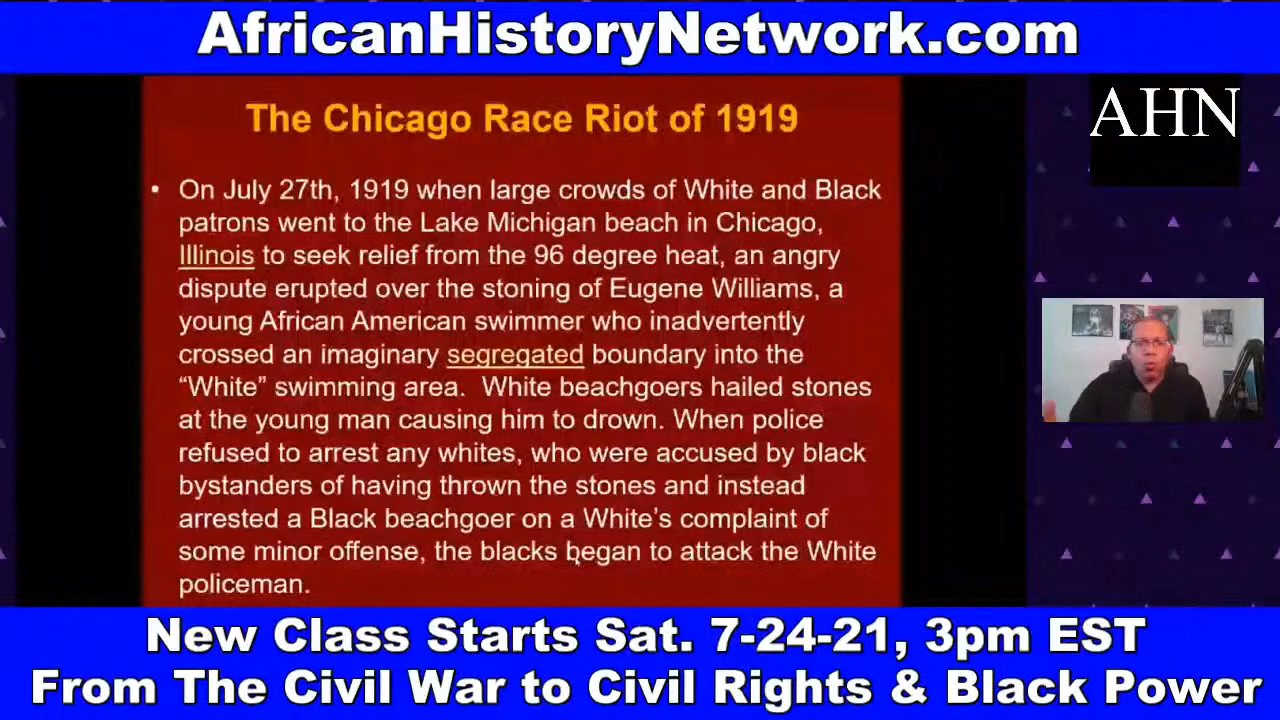 AfricanHistoryNetwork.com
AHN
The Chicago Race Riot of 1919
• On July 27th, 1919 when large crowds of White and Black
patrons went to the Lake Michigan beach in Chicago,
Illinois to seek relief from the 96 degree heat, an angry
dispute erupted over the stoning of Eugene Williams, a
young African American swimmer who inadvertently
crossed an imaginary segregated boundary into the
“White” swimming area. White beachgoers hailed stones
at the young man causing him to drown. When police
refused to arrest any whites, who were accused by black
bystanders of having thrown the stones and instead
arrested a Black beachgoer on a White’s complaint of
some minor offense, the blacks began to attack the White
policeman.
New Class Starts Sat. 7-24-21, 3pm EST
From The Civil War to Civil Rights & Black Power